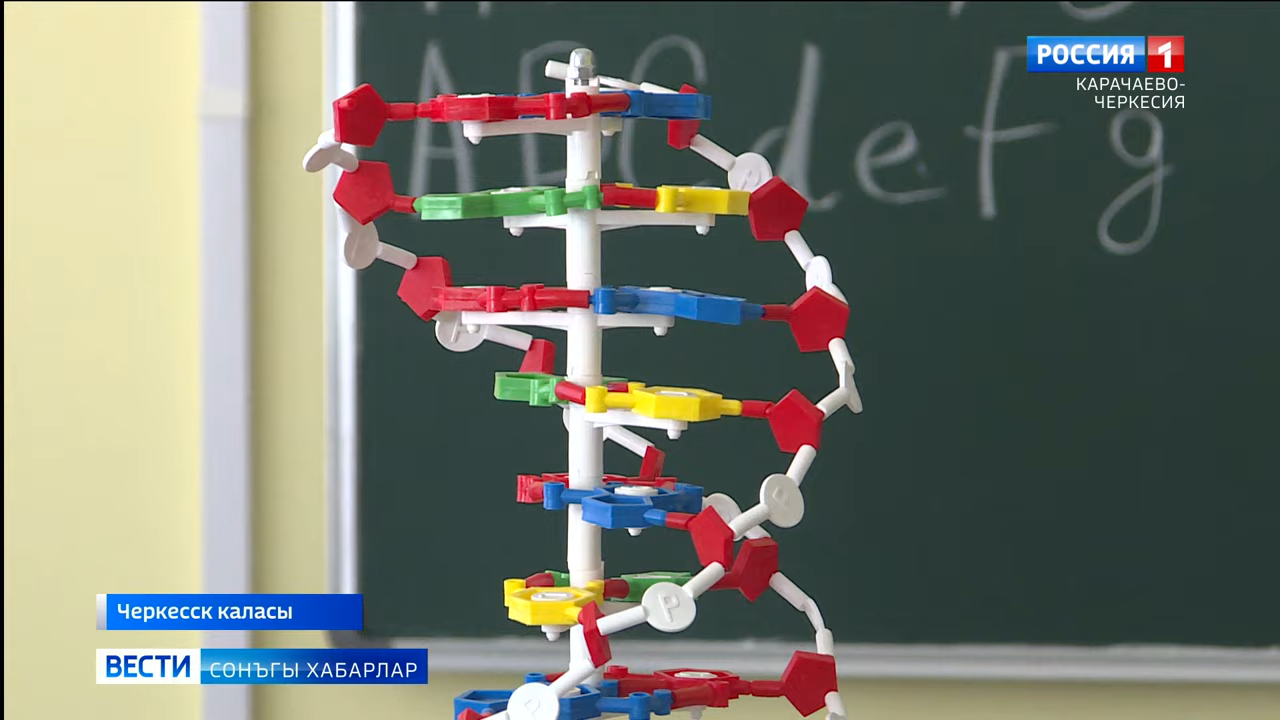 РОССИЯ 1
КАРАЧАЕВО-
ЧЕРКЕСИЯ
A B C d e F g
P
Черкесск каласы
ВЕСТИ СОНЪГЫ ХАБАРЛАР